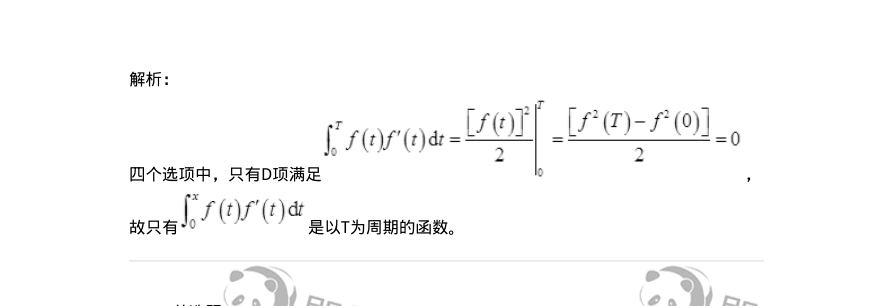 解析：
四个选项中，只有D项满足 ∫₀ᵀ f(t)f′(t)dt = [f(t)]²/2 |₀ᵀ = [f²(T)−f²(0)]/2 = 0 ，
故只有 ∫₀ˣ f(t)f′(t)dt 是以T为周期的函数。